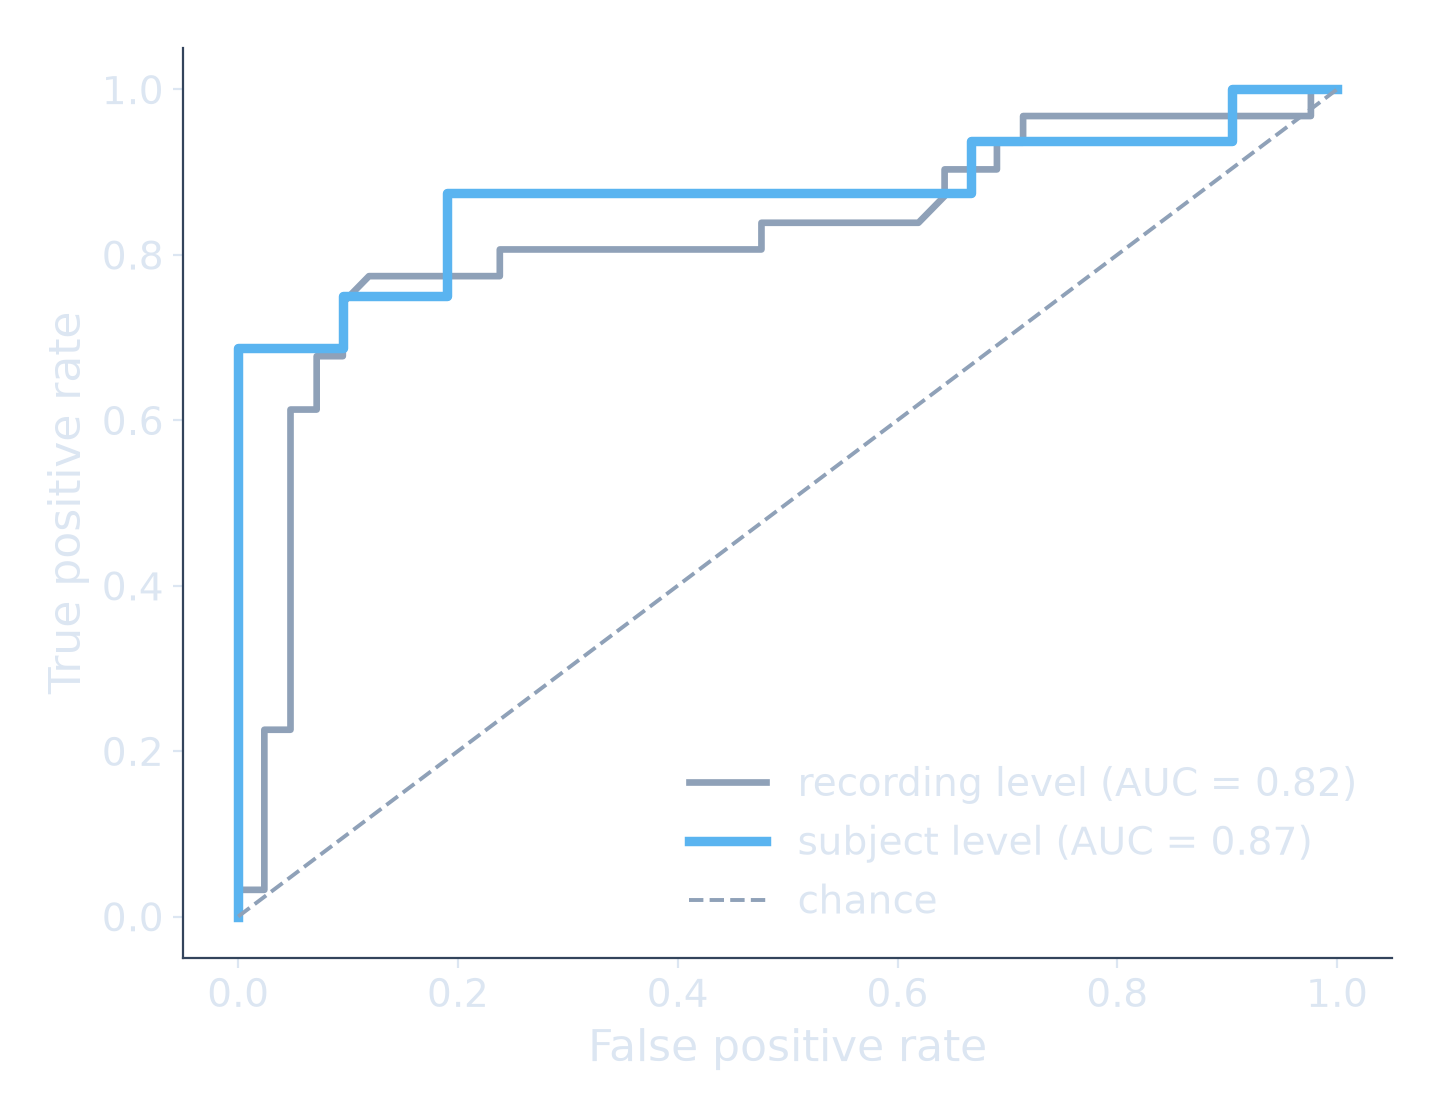 1.0
0.8
0.6
0.4
0.2
0.0
True positive rate
recording level (AUC = 0.82)
subject level (AUC = 0.87)
chance
0.0 0.2 0.4 0.6 0.8 1.0
False positive rate